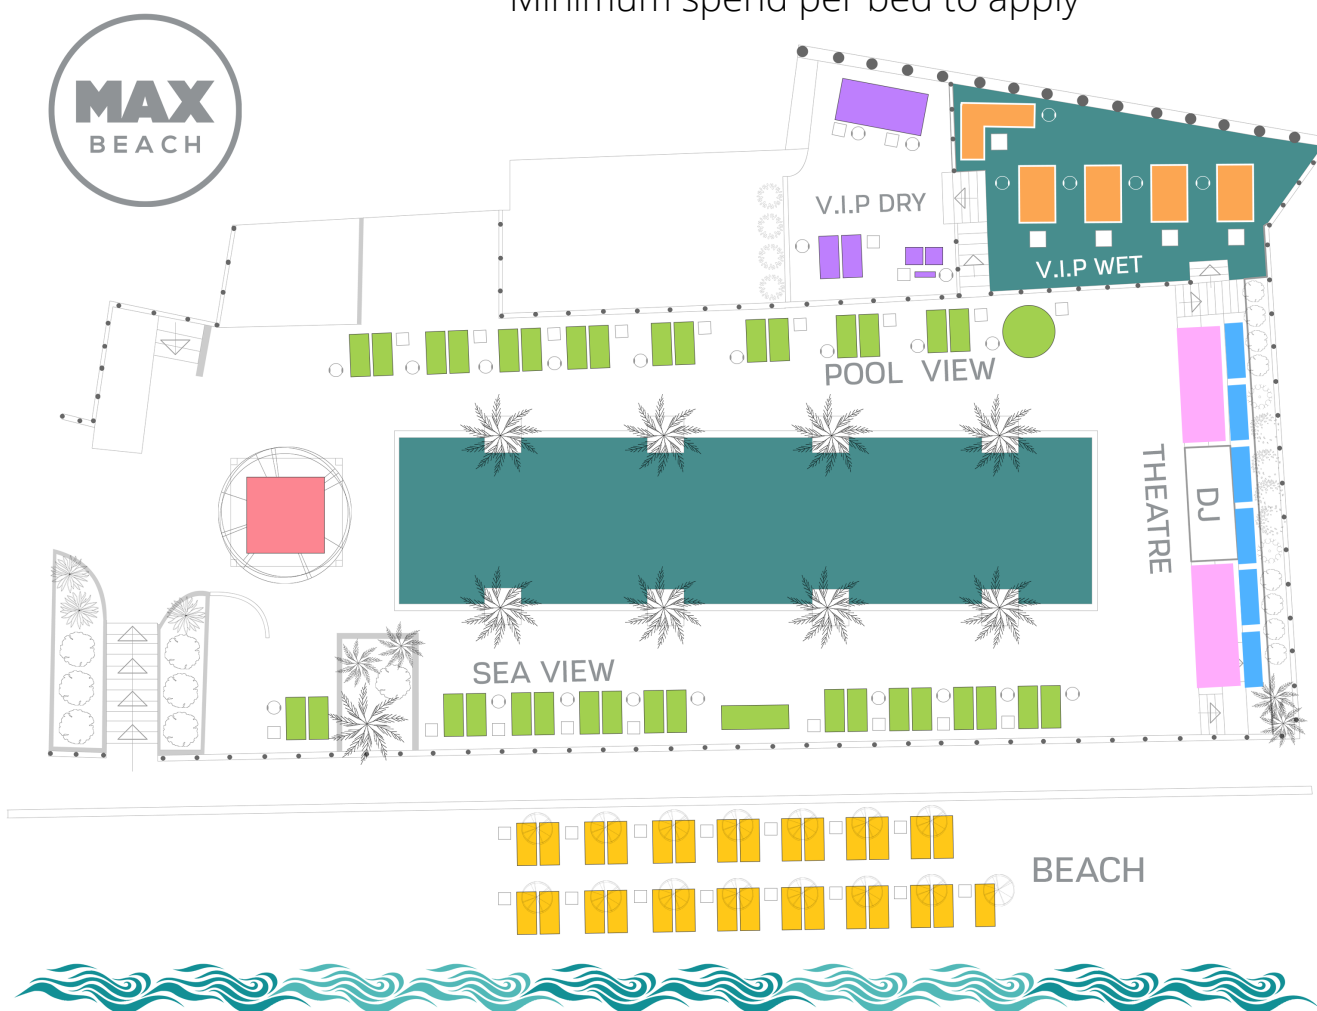 Minimum spend per bed to apply
MAX
BEACH
V.I.P DRY
V.I.P WET
POOL VIEW
THEATRE
DJ
SEA VIEW
BEACH